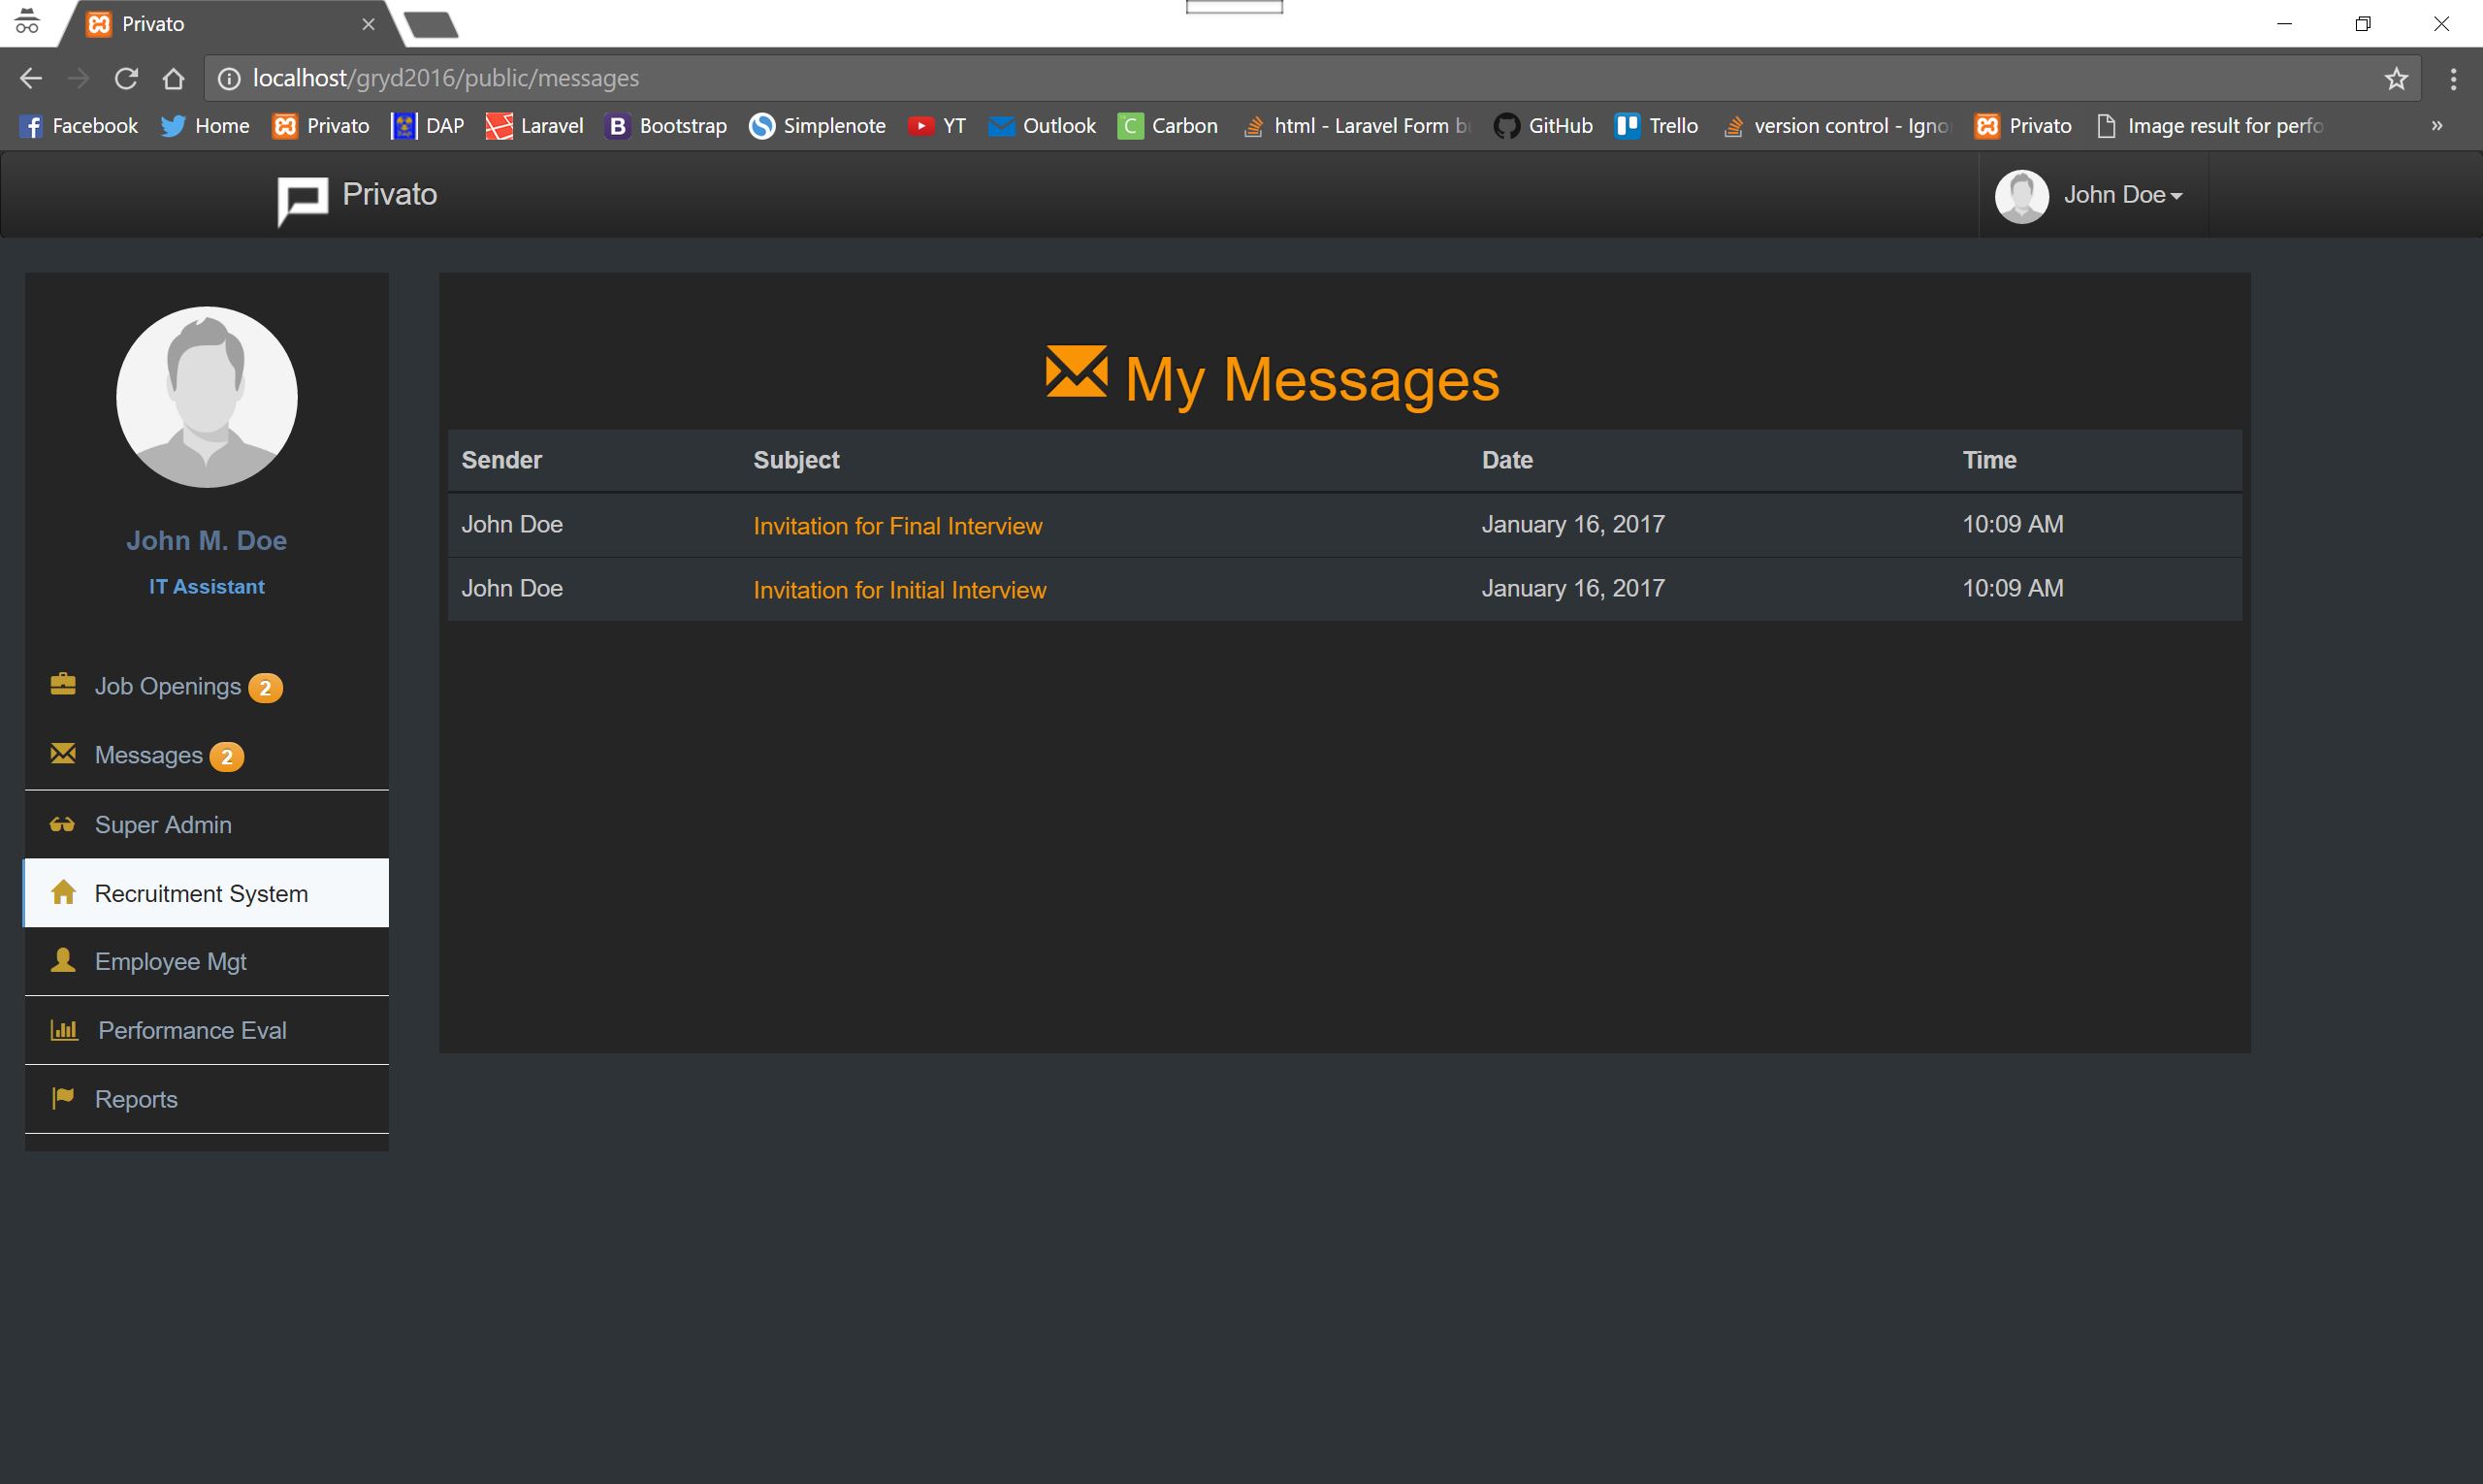 Privato
localhost/gryd2016/public/messages
Facebook Home Privato DAP Laravel B Bootstrap Simplenote YT Outlook C Carbon html - Laravel Form GitHub Trello version control - Privato Image result for
Privato
John Doe
John M. Doe
IT Assistant
Job Openings 2
Messages 2
Super Admin
Recruitment System
Employee Mgt
Performance Eval
Reports
My Messages
Sender Subject Date Time
John Doe Invitation for Final Interview January 16, 2017 10:09 AM
John Doe Invitation for Initial Interview January 16, 2017 10:09 AM